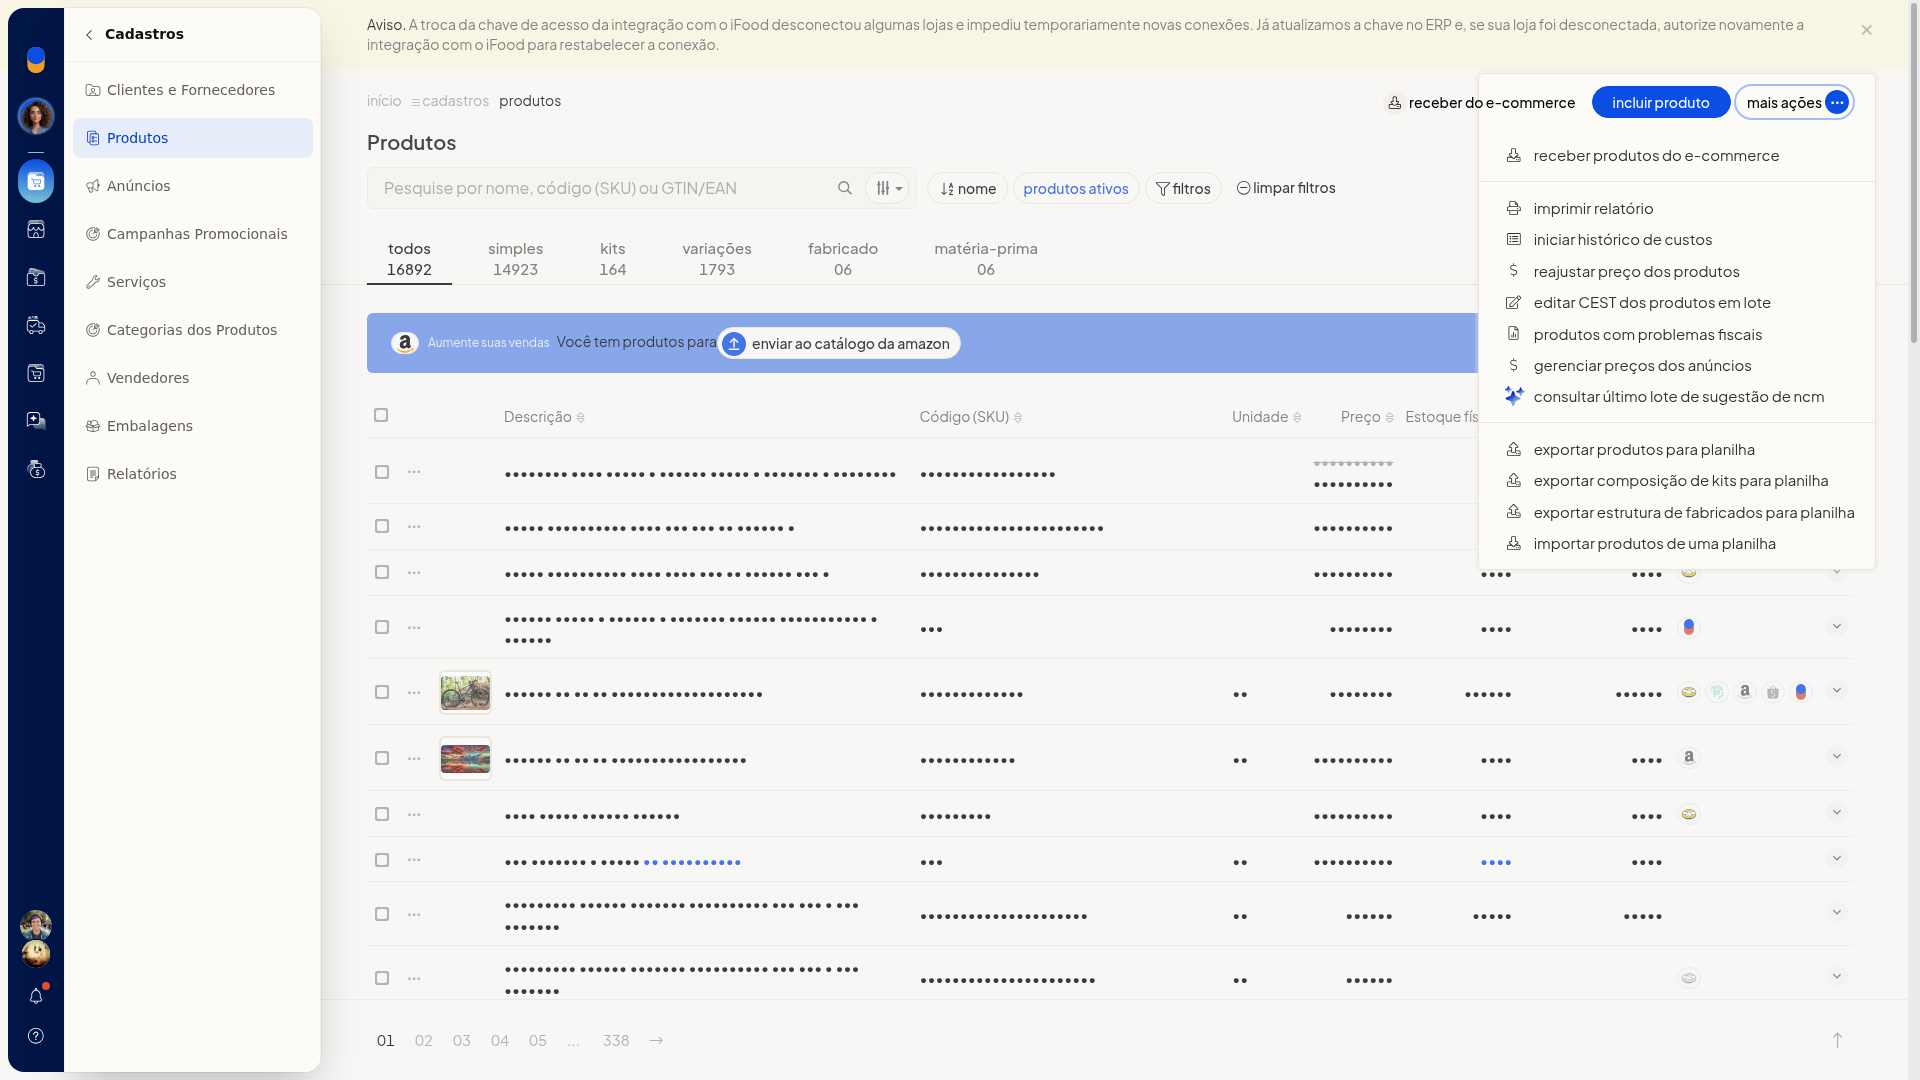 Cadastros
Clientes e Fornecedores
Produtos
Anúncios
Campanhas Promocionais
Serviços
Categorias dos Produtos
Vendedores
Embalagens
Relatórios
Aviso. A troca da chave de acesso da integração com o iFood desconectou algumas lojas e impediu temporariamente novas conexões. Já atualizamos a chave no ERP e, se sua loja foi desconectada, autorize novamente a
integração com o iFood para restabelecer a conexão.
início cadastros produtos
receber do e-commerce incluir produto mais ações
Produtos
Pesquise por nome, código (SKU) ou GTIN/EAN
nome produtos ativos filtros limpar filtros
todos simples kits variações fabricado matéria-prima
16892 14923 164 1793 06 06
Aumente suas vendas Você tem produtos para enviar ao catálogo da amazon
Descrição Código (SKU) Unidade Preço Estoque fís
receber produtos do e-commerce
imprimir relatório
iniciar histórico de custos
reajustar preço dos produtos
editar CEST dos produtos em lote
produtos com problemas fiscais
gerenciar preços dos anúncios
consultar último lote de sugestão de ncm
exportar produtos para planilha
exportar composição de kits para planilha
exportar estrutura de fabricados para planilha
importar produtos de uma planilha
01 02 03 04 05 ... 338 →